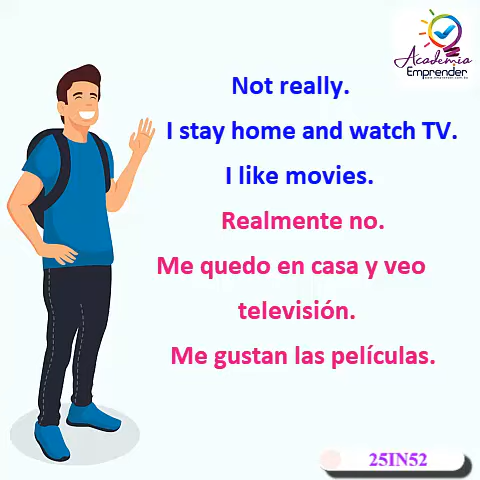 Academia
Emprender
Not really.
I stay home and watch TV.
I like movies.
Realmente no.
Me quedo en casa y veo
televisión.
Me gustan las películas.
25IN52